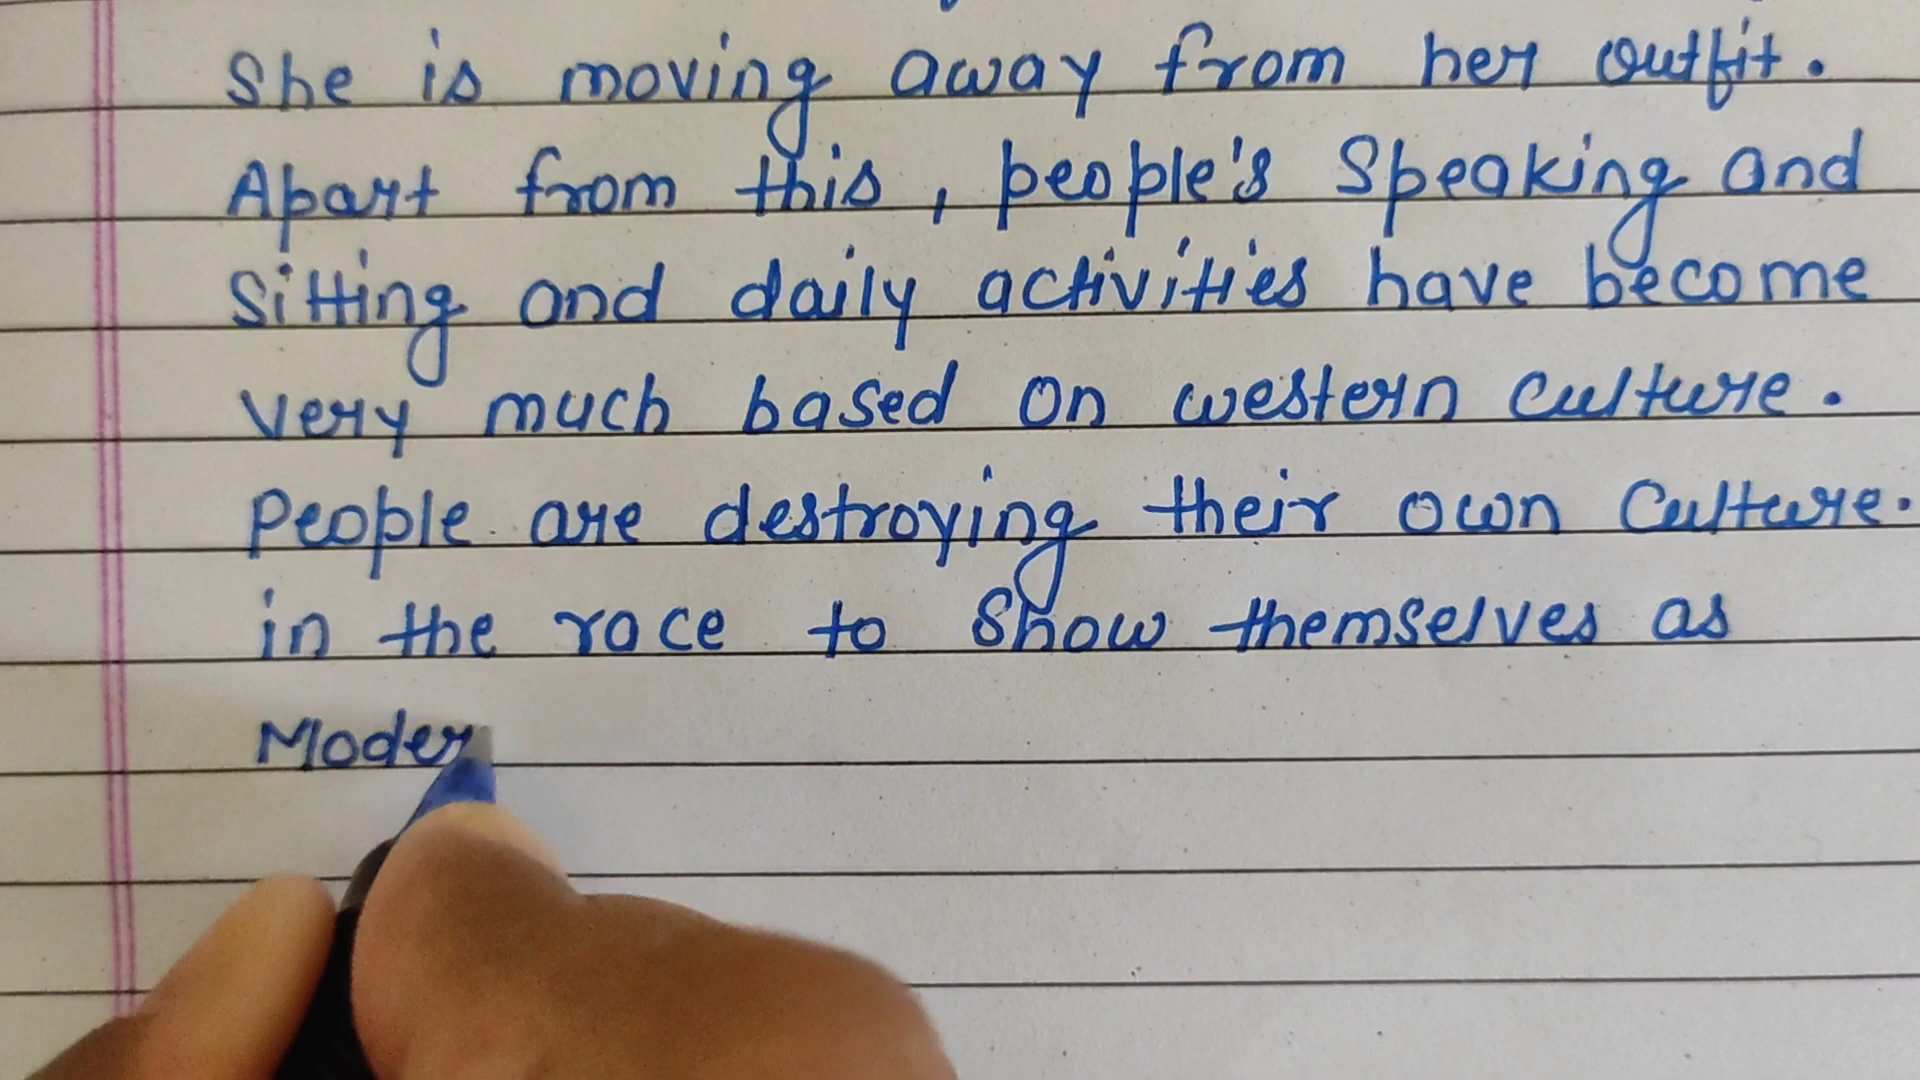 She is moving away from her outfit.
Apart from this, people's Speaking and
Sitting and daily activities have become
very much based on western culture.
People are destroying their own Culture.
in the race to Show themselves as
Moder